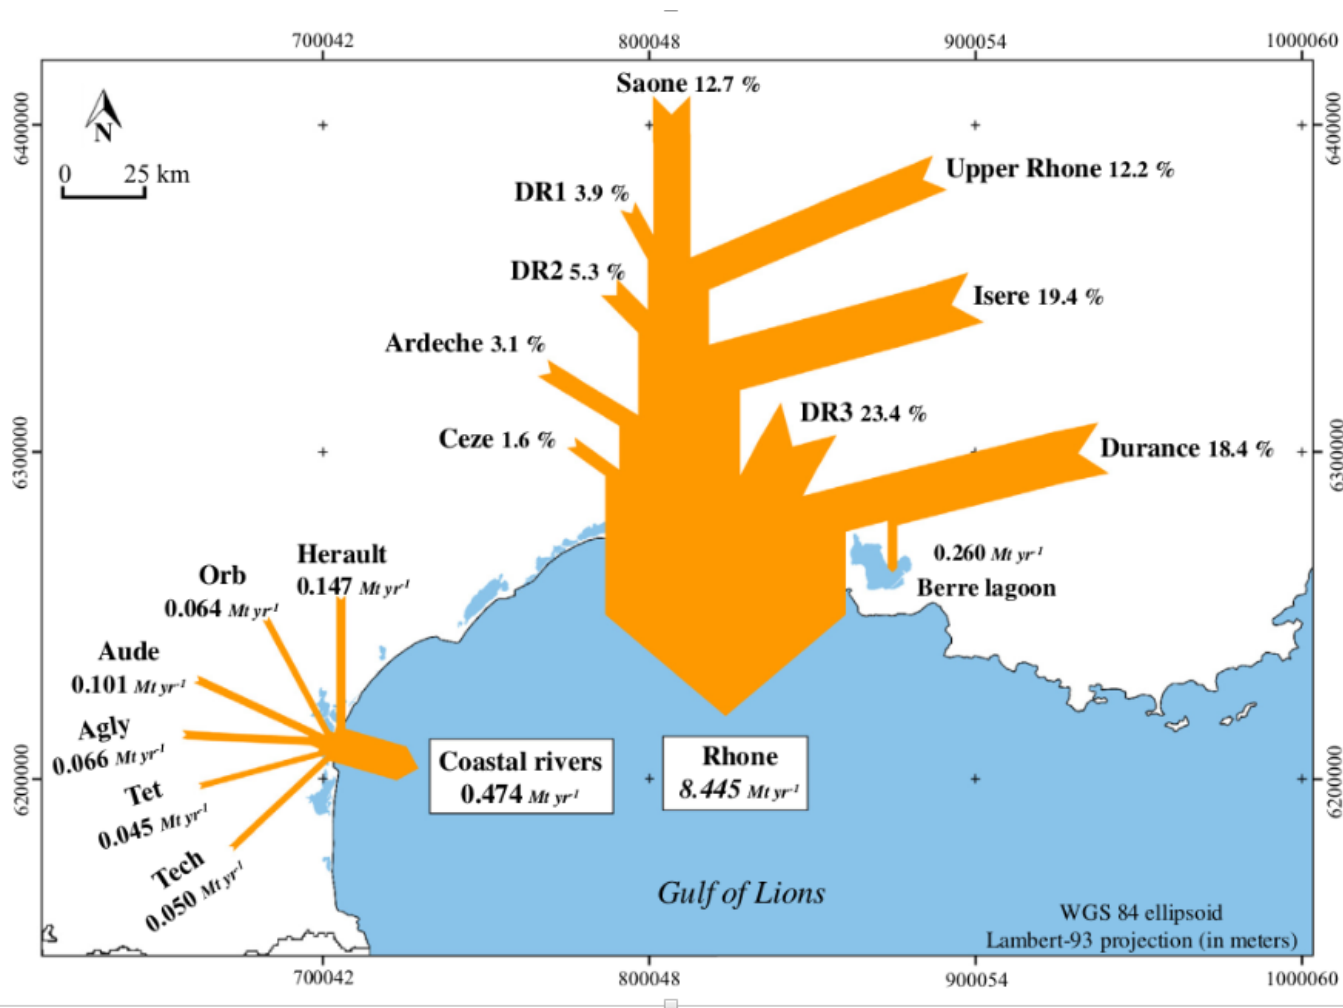 700042 800048 900054 1000060
Saone 12.7 %
6400000 6400000
N
0 25 km
Upper Rhone 12.2 %
DR1 3.9 %
DR2 5.3 %
Isere 19.4 %
Ardeche 3.1 %
DR3 23.4 %
Ceze 1.6 %
Durance 18.4 %
6300000 6300000
Herault
0.147 Mt yr-1
0.260 Mt yr-1
Berre lagoon
Orb
0.064 Mt yr-1
Aude
0.101 Mt yr-1
Agly
0.066 Mt yr-1
Tet
0.045 Mt yr-1
Tech
0.050 Mt yr-1
Coastal rivers
0.474 Mt yr-1
Rhone
8.445 Mt yr-1
6200000 6200000
Gulf of Lions
WGS 84 ellipsoid
Lambert-93 projection (in meters)
700042 800048 900054 1000060